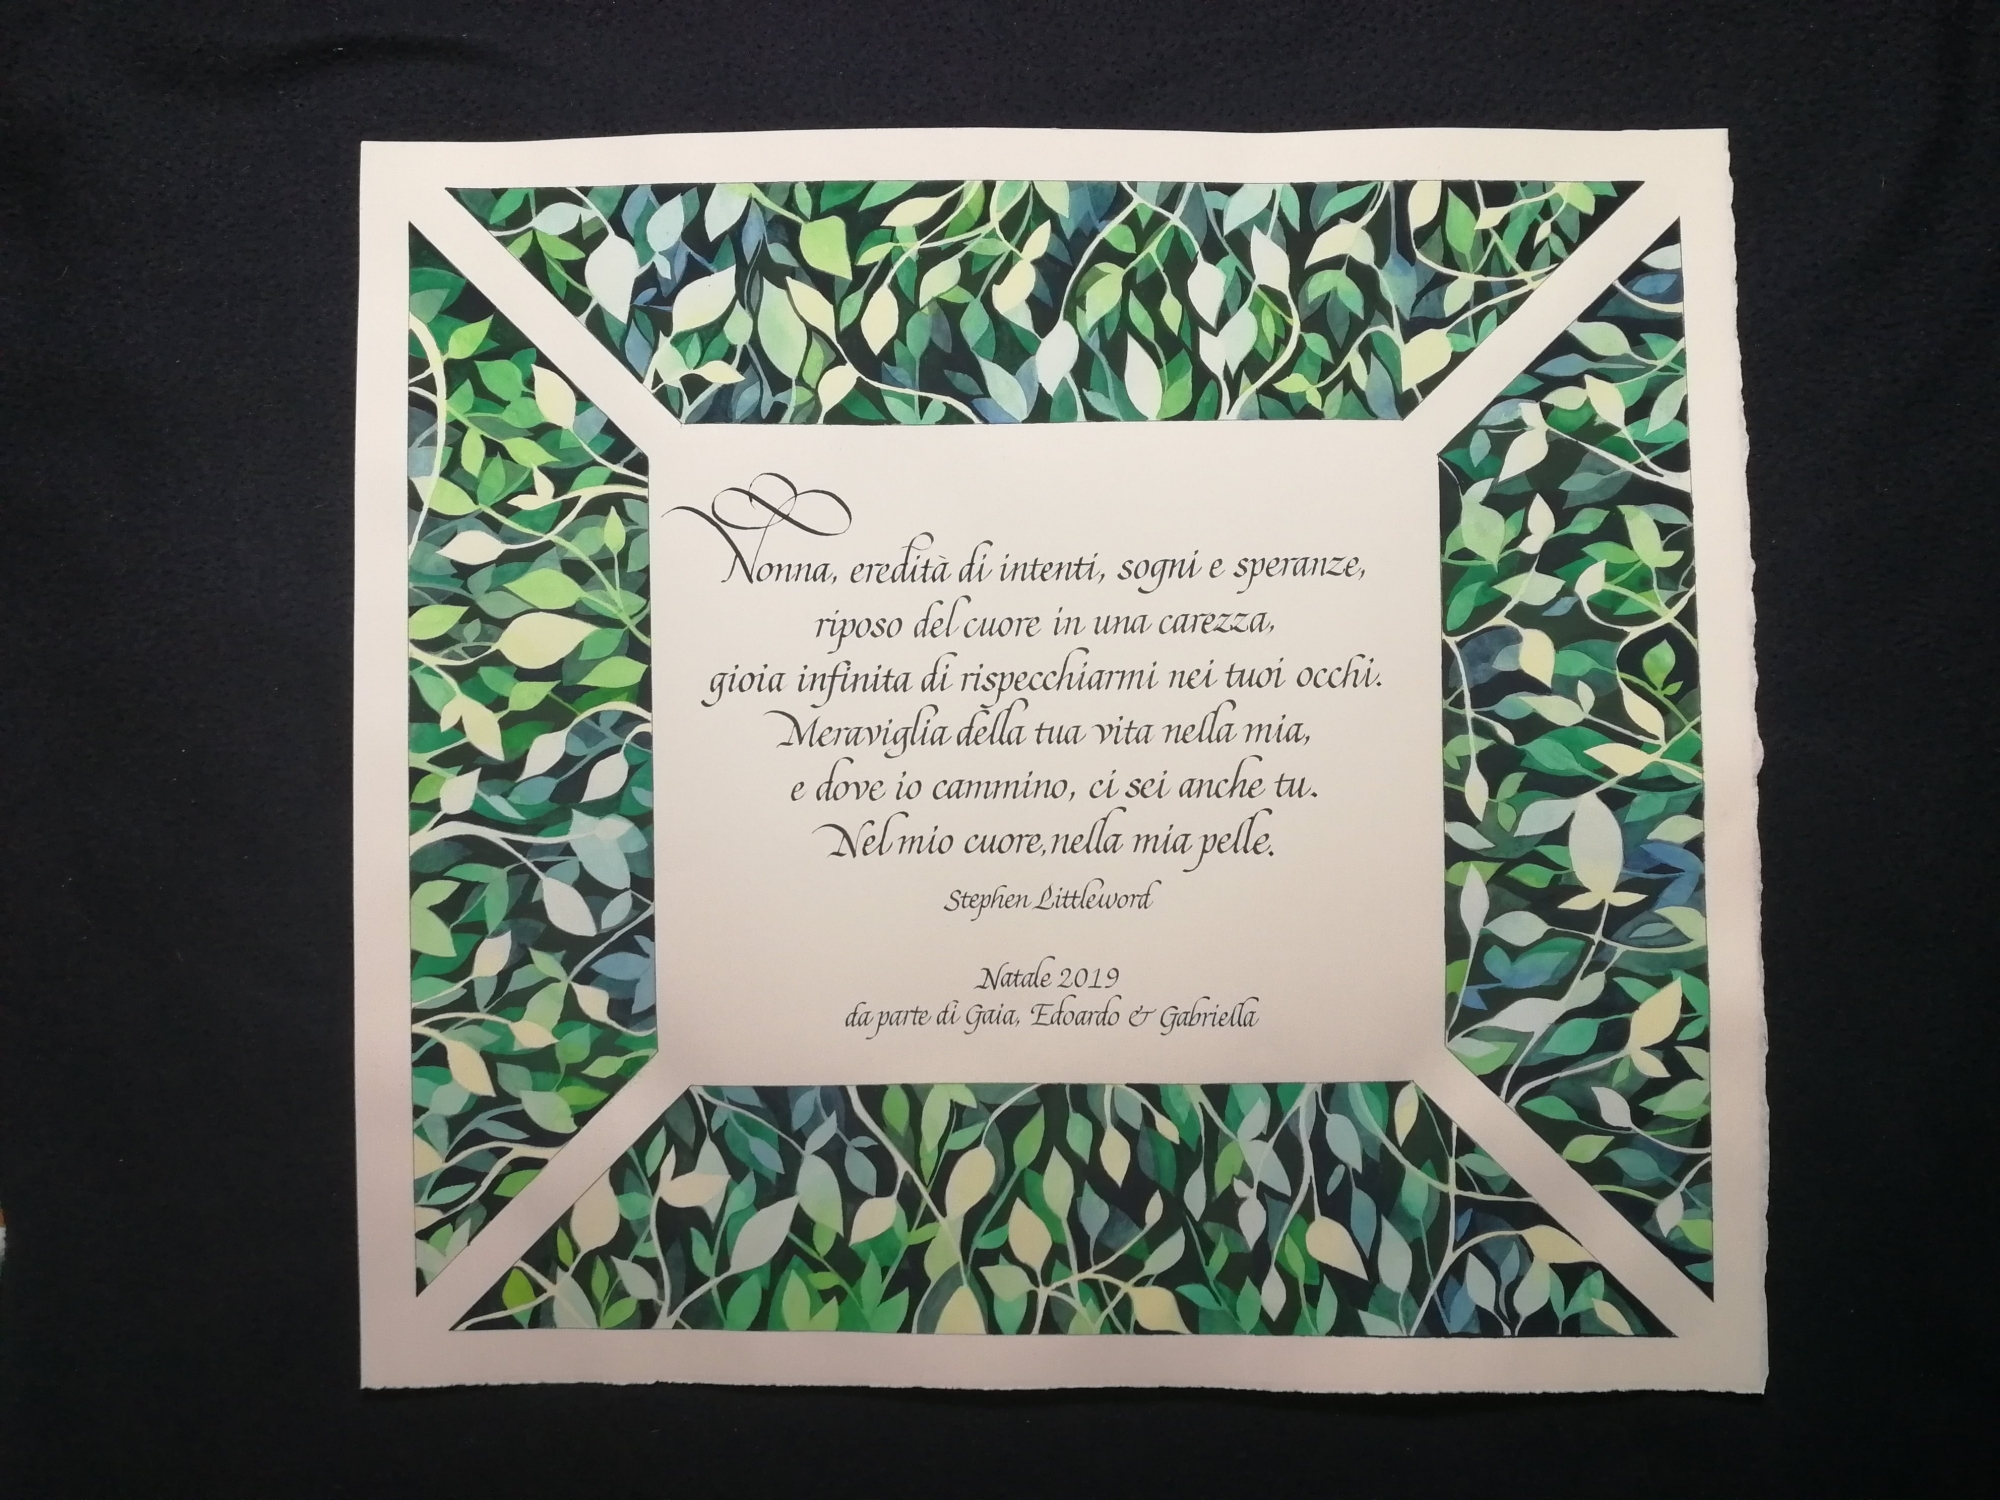 Nonna, eredità di intenti, sogni e speranze,
riposo del cuore in una carezza,
gioia infinita di rispecchiarmi nei tuoi occhi.
Meraviglia della tua vita nella mia,
e dove io cammino, ci sei anche tu.
Nel mio cuore, nella mia pelle.
Stephen Littleword
Natale 2019
da parte di Gaia, Edoardo & Gabriella